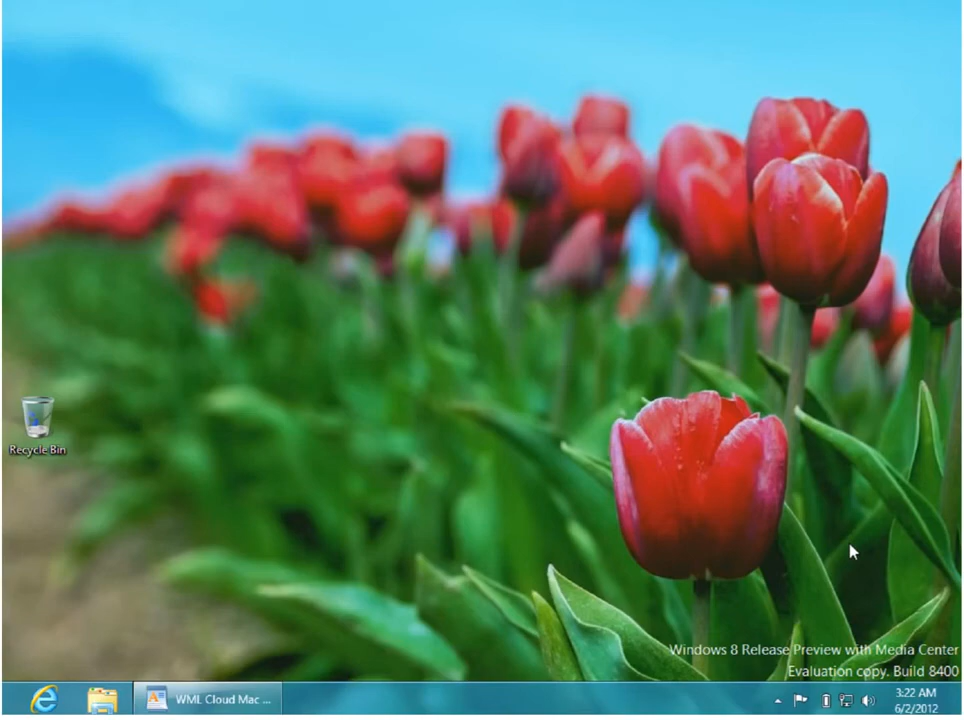 Recycle Bin
Windows 8 Release Preview with Media Center
Evaluation copy. Build 8400
WML Cloud Mac ...
3:22 AM
6/2/2012